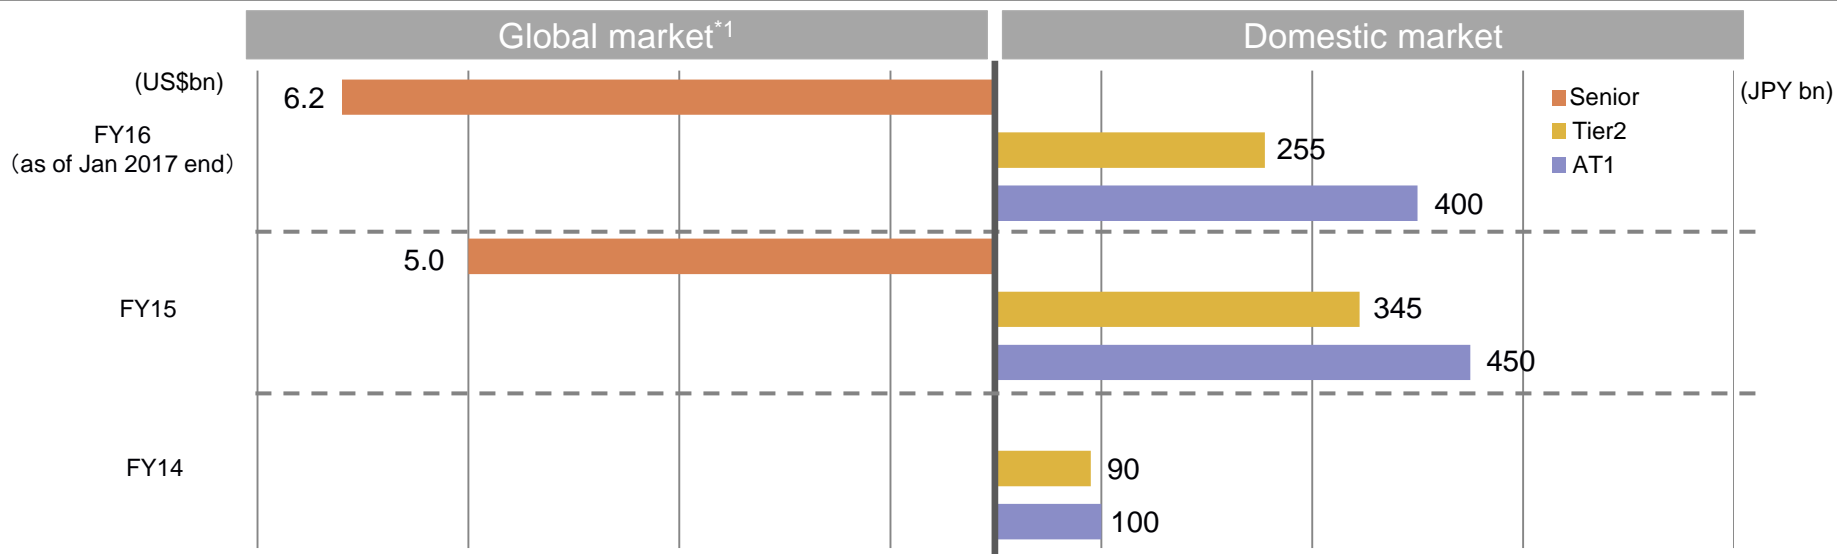 Global market*1
Domestic market
(US$bn)
(JPY bn)
FY16
（as of Jan 2017 end）
6.2
255
400
Senior
Tier2
AT1
FY15
5.0
345
450
FY14
90
100